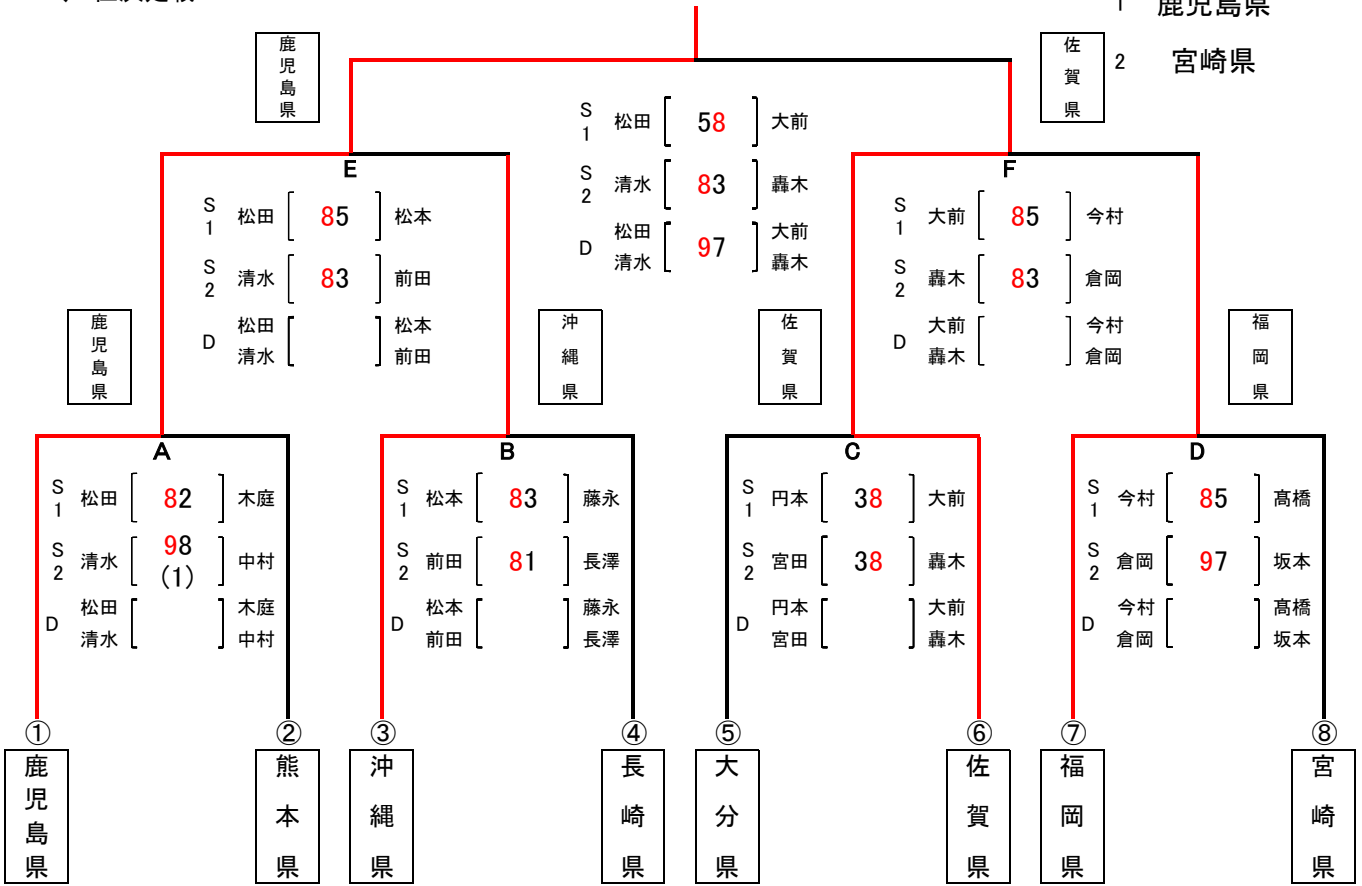 1 鹿児島県
2 宮崎県
鹿児島県
佐賀県
S1 松田 [ 58 ] 大前
S2 清水 [ 83 ] 轟木
D 松田 清水 [ 97 ] 大前 轟木
E
S1 松田 [ 85 ] 松本
S2 清水 [ 83 ] 前田
D 松田 清水 [ ] 松本 前田
F
S1 大前 [ 85 ] 今村
S2 轟木 [ 83 ] 倉岡
D 大前 轟木 [ ] 今村 倉岡
鹿児島県
沖縄県
佐賀県
福岡県
A
S1 松田 [ 82 ] 木庭
S2 清水 [ 98 (1) ] 中村
D 松田 清水 [ ] 木庭 中村
B
S1 松本 [ 83 ] 藤永
S2 前田 [ 81 ] 長澤
D 松本 前田 [ ] 藤永 長澤
C
S1 円本 [ 38 ] 大前
S2 宮田 [ 38 ] 轟木
D 円本 宮田 [ ] 大前 轟木
D
S1 今村 [ 85 ] 髙橋
S2 倉岡 [ 97 ] 坂本
D 今村 倉岡 [ ] 髙橋 坂本
① 鹿児島県
② 熊本県
③ 沖縄県
④ 長崎県
⑤ 大分県
⑥ 佐賀県
⑦ 福岡県
⑧ 宮崎県